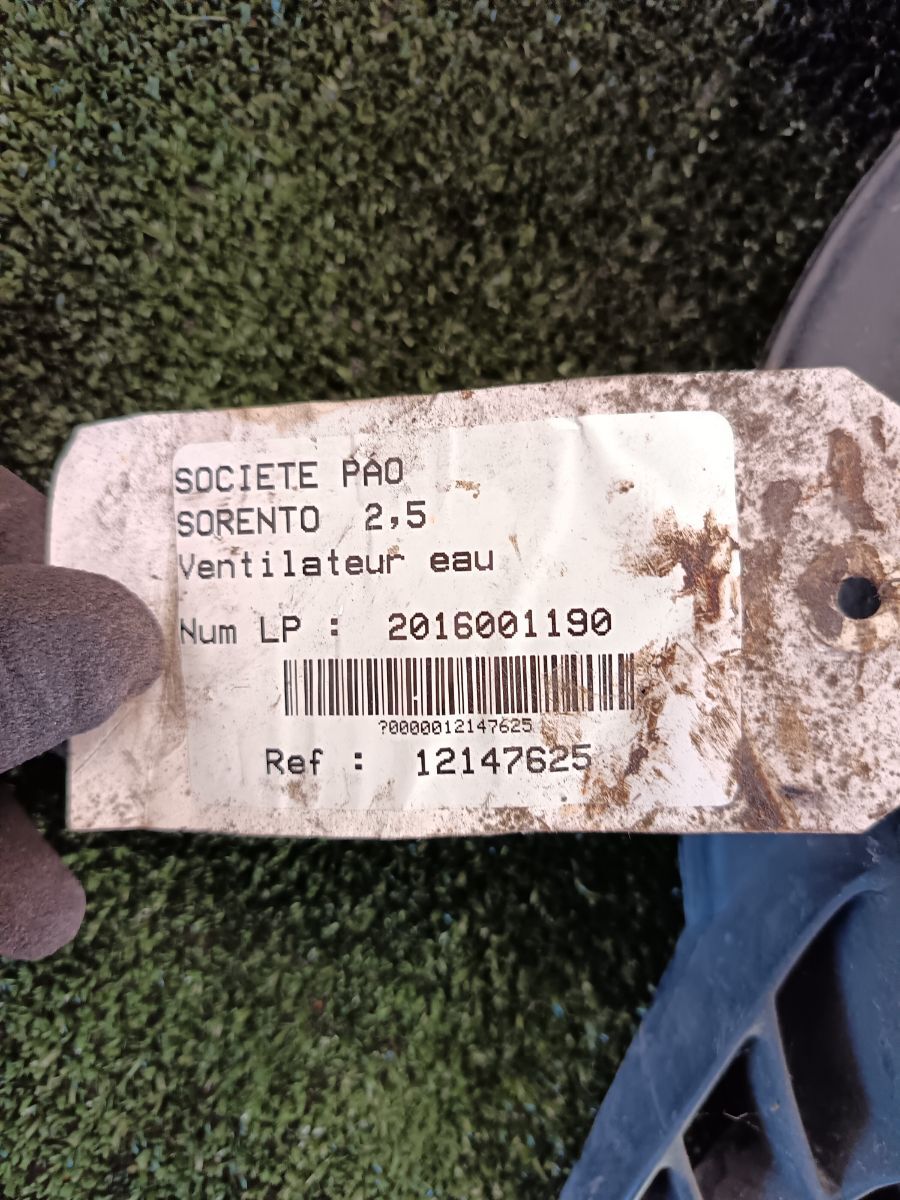 SOCIETE PAO
SORENTO 2,5
Ventilateur eau
Num LP : 2016001190
?0000012147625
Ref : 12147625